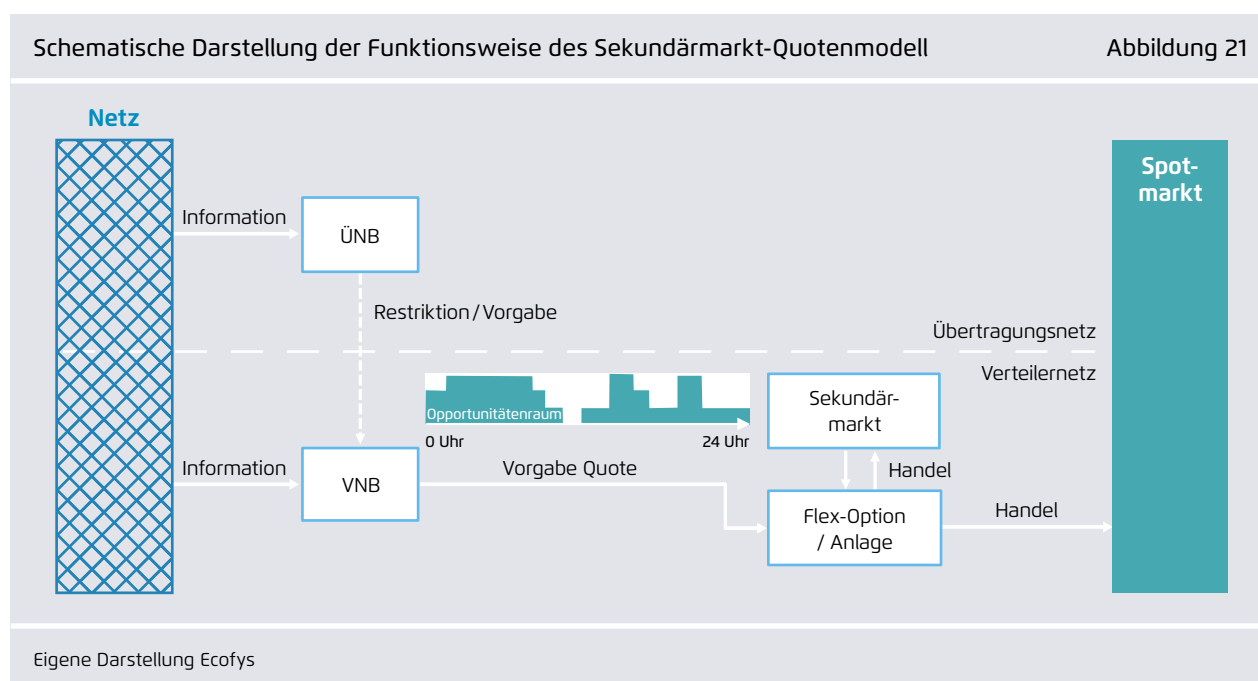 Schematische Darstellung der Funktionsweise des Sekundärmarkt-Quotenmodell
Abbildung 21
Netz
Spot-
markt
Information
ÜNB
Restriktion / Vorgabe
Übertragungsnetz
Verteilernetz
Opportunitätenraum
0 Uhr
24 Uhr
Sekundär-
markt
Information
VNB
Vorgabe Quote
Handel
Flex-Option
/ Anlage
Handel
Eigene Darstellung Ecofys